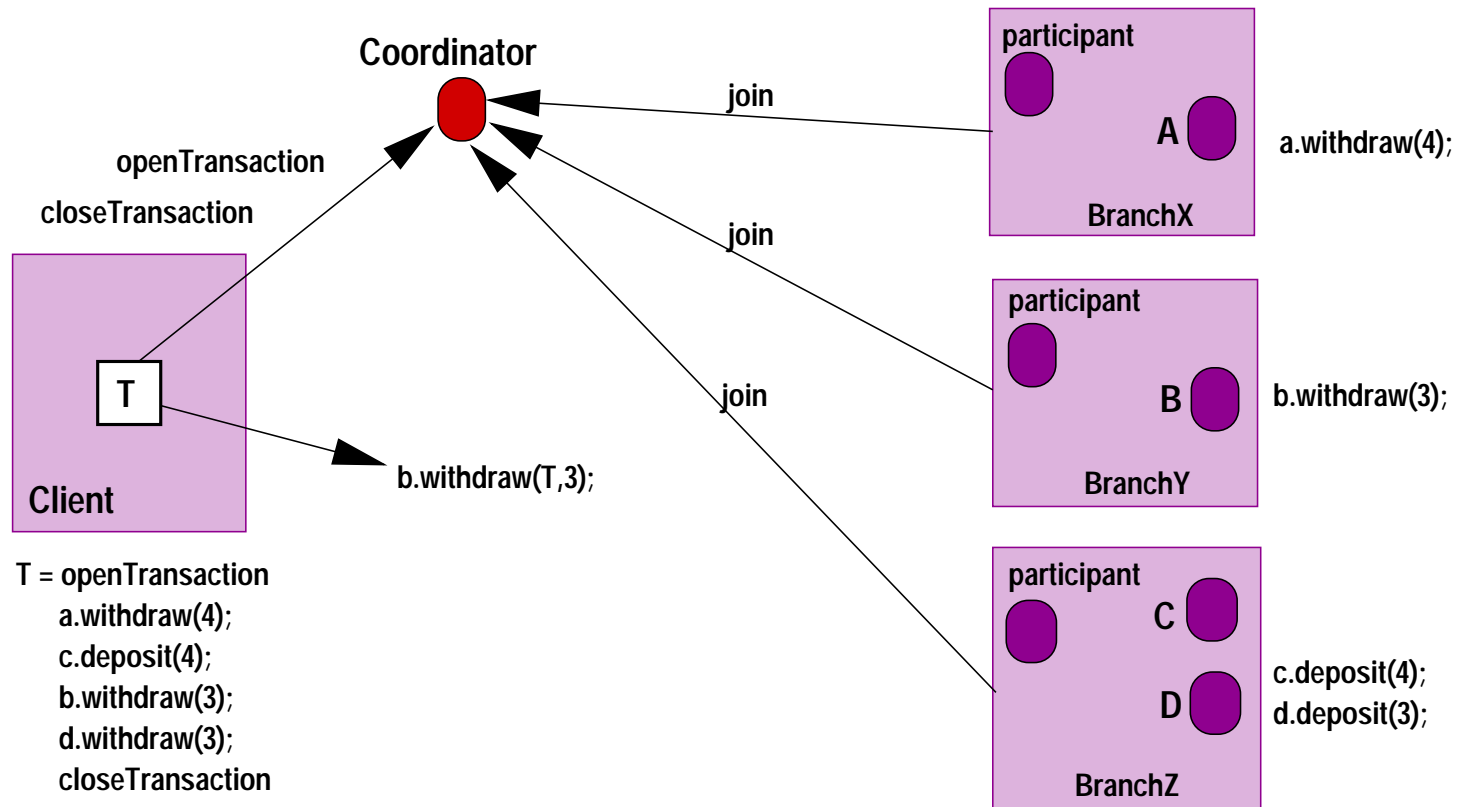 Coordinator
participant
join
A
a.withdraw(4);
openTransaction
closeTransaction
BranchX
join
participant
T
join
B
b.withdraw(3);
b.withdraw(T,3);
Client
BranchY
T = openTransaction
a.withdraw(4);
c.deposit(4);
b.withdraw(3);
d.withdraw(3);
closeTransaction
participant
C
D
c.deposit(4);
d.deposit(3);
BranchZ